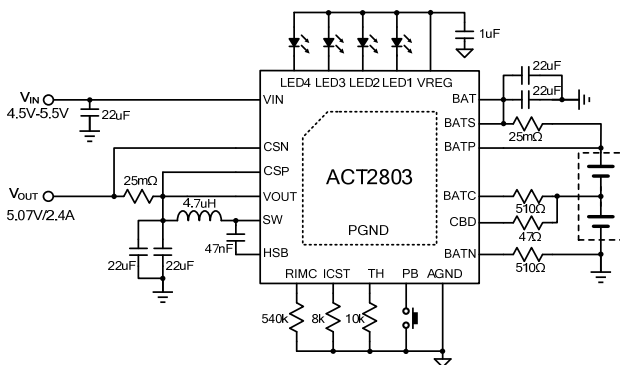 1uF
LED4 LED3 LED2 LED1 VREG
22uF
22uF
VIN
4.5V-5.5V
22uF
VIN
BAT
BATS
25mΩ
CSN
BATP
CSP
ACT2803
25mΩ
VOUT
5.07V/2.4A
VOUT
BATC
510Ω
4.7uH
SW
CBD
47Ω
PGND
47nF
HSB
BATN
510Ω
22uF
22uF
RIMC ICST TH PB AGND
540k
8k
10k